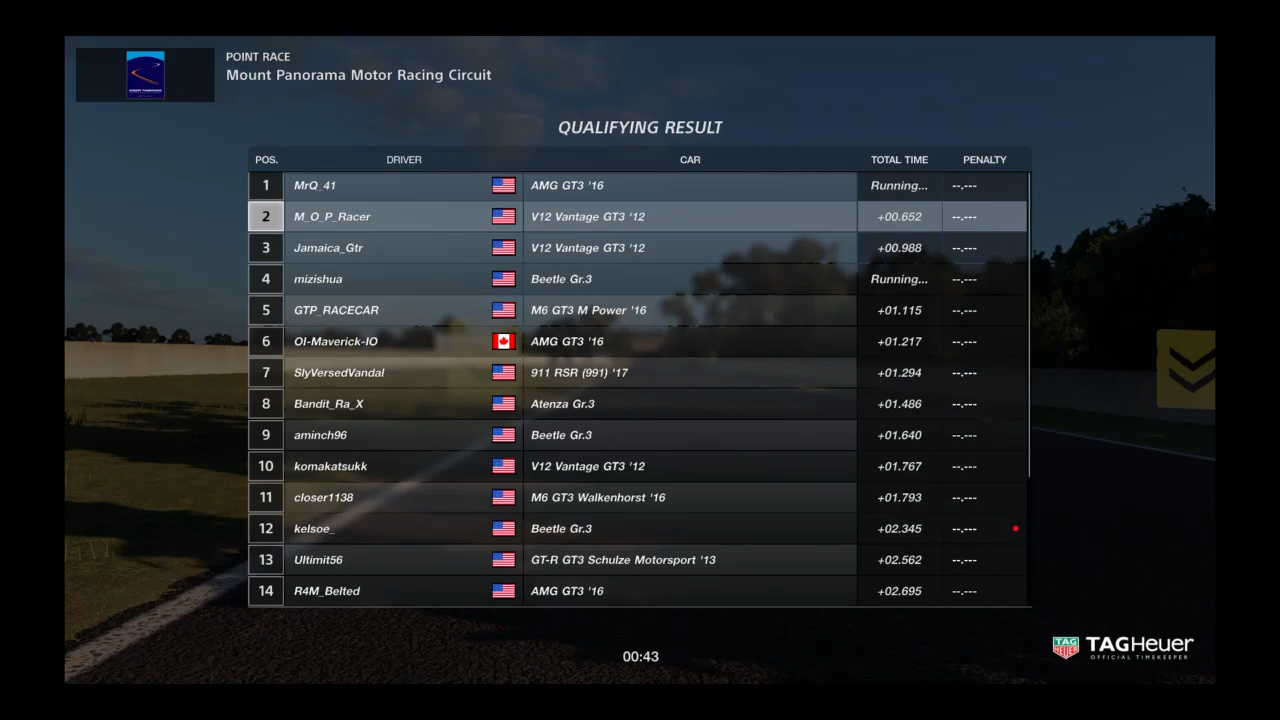 POINT RACE
Mount Panorama Motor Racing Circuit
QUALIFYING RESULT
POS. DRIVER CAR TOTAL TIME PENALTY
1 MrQ_41 AMG GT3 '16 Running... --.---
2 M_O_P_Racer V12 Vantage GT3 '12 +00.652 --.---
3 Jamaica_Gtr V12 Vantage GT3 '12 +00.988 --.---
4 mizishua Beetle Gr.3 Running... --.---
5 GTP_RACECAR M6 GT3 M Power '16 +01.115 --.---
6 OI-Maverick-IO AMG GT3 '16 +01.217 --.---
7 SlyVersedVandal 911 RSR (991) '17 +01.294 --.---
8 Bandit_Ra_X Atenza Gr.3 +01.486 --.---
9 aminch96 Beetle Gr.3 +01.640 --.---
10 komakatsukk V12 Vantage GT3 '12 +01.767 --.---
11 closer1138 M6 GT3 Walkenhorst '16 +01.793 --.---
12 kelsoe_ Beetle Gr.3 +02.345 --.---
13 Ultimit56 GT-R GT3 Schulze Motorsport '13 +02.562 --.---
14 R4M_Belted AMG GT3 '16 +02.695 --.---
00:43
TAG HEUER TAGHeuer
OFFICIAL TIMEKEEPER